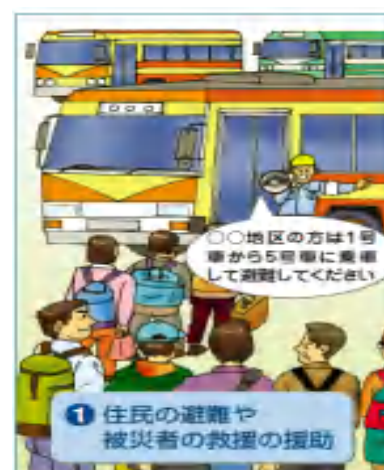 ○○地区の方は1号
車から5号車に乗車
して避難してください
❶ 住民の避難や
被災者の救援の援助